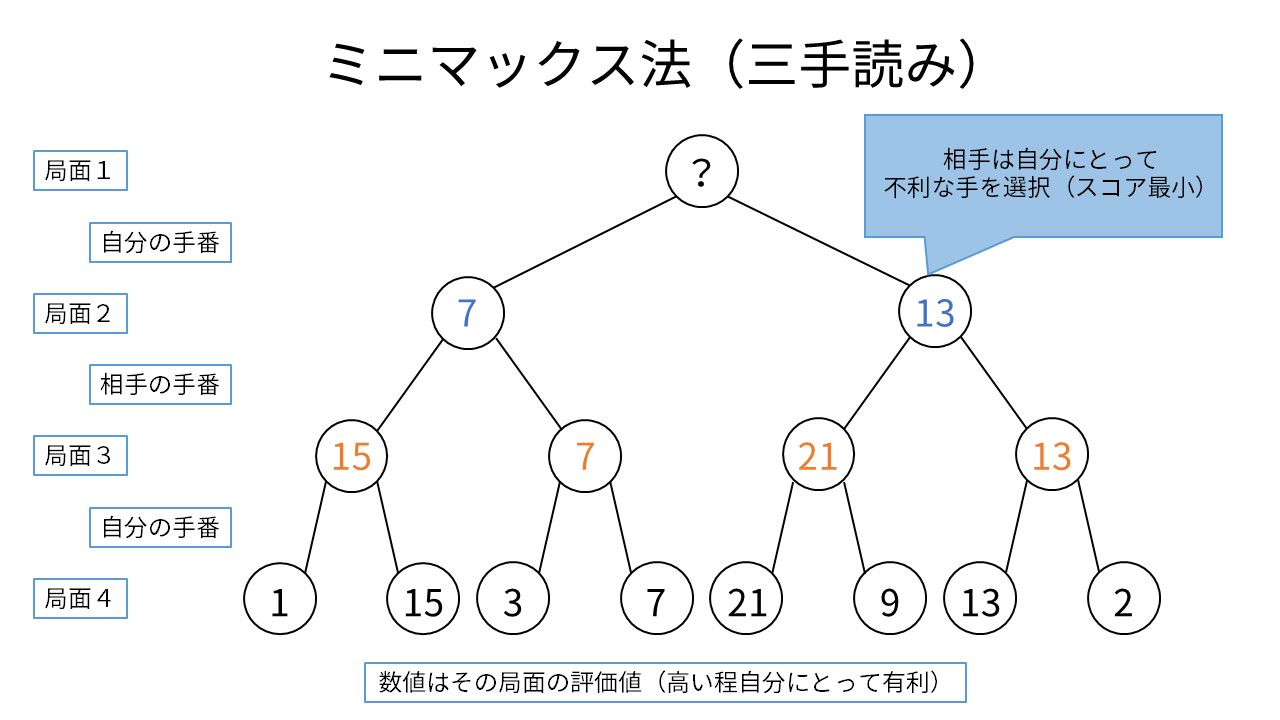 ミニマックス法（三手読み）
相手は自分にとって
不利な手を選択（スコア最小）
局面１
？
自分の手番
局面２
7
13
相手の手番
局面３
15
7
21
13
自分の手番
局面４
1
15
3
7
21
9
13
2
数値はその局面の評価値（高い程自分にとって有利）